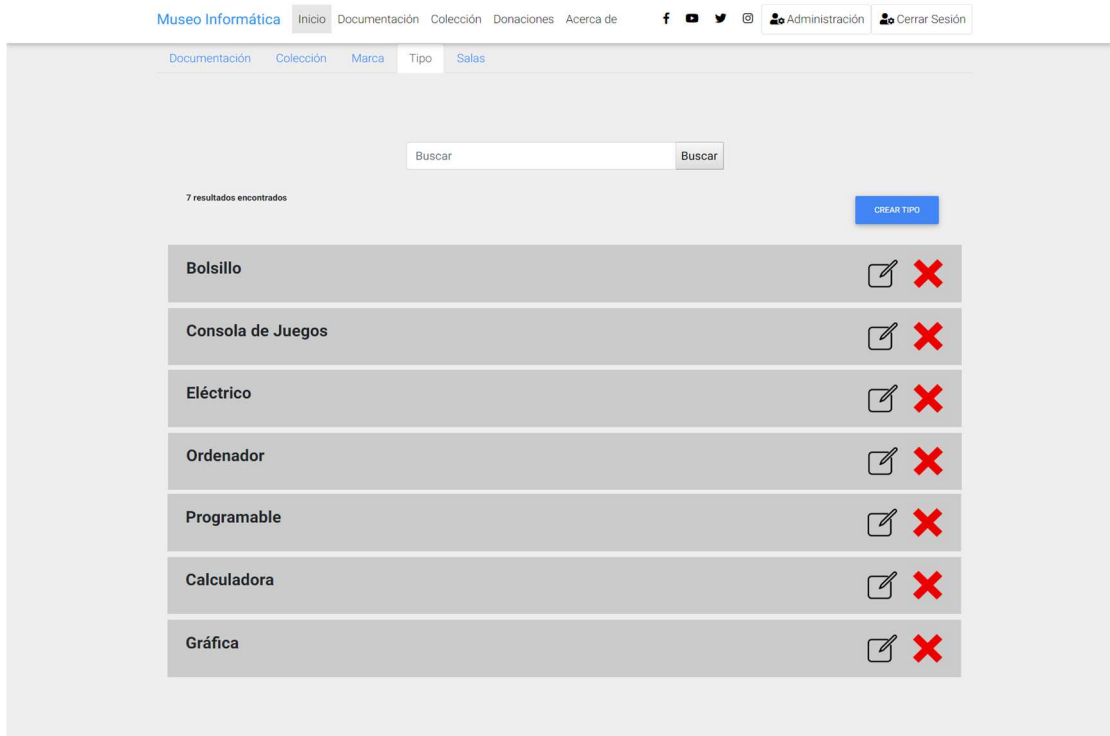 Museo Informática Inicio Documentación Colección Donaciones Acerca de Administración Cerrar Sesión
Documentación Colección Marca Tipo Salas
Buscar Buscar
7 resultados encontrados
CREAR TIPO
Bolsillo
Consola de Juegos
Eléctrico
Ordenador
Programable
Calculadora
Gráfica